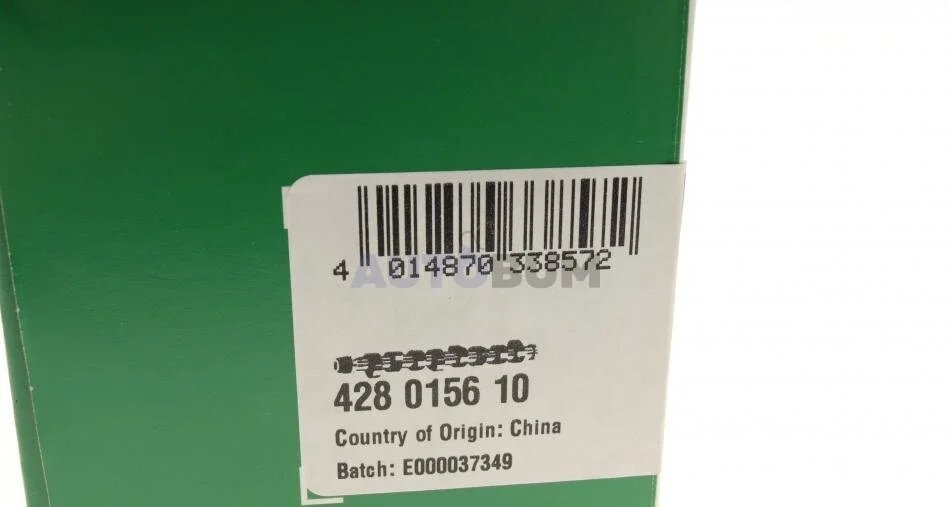 4 014870 338572
AUTOBUM
428 0156 10
Country of Origin: China
Batch: E000037349